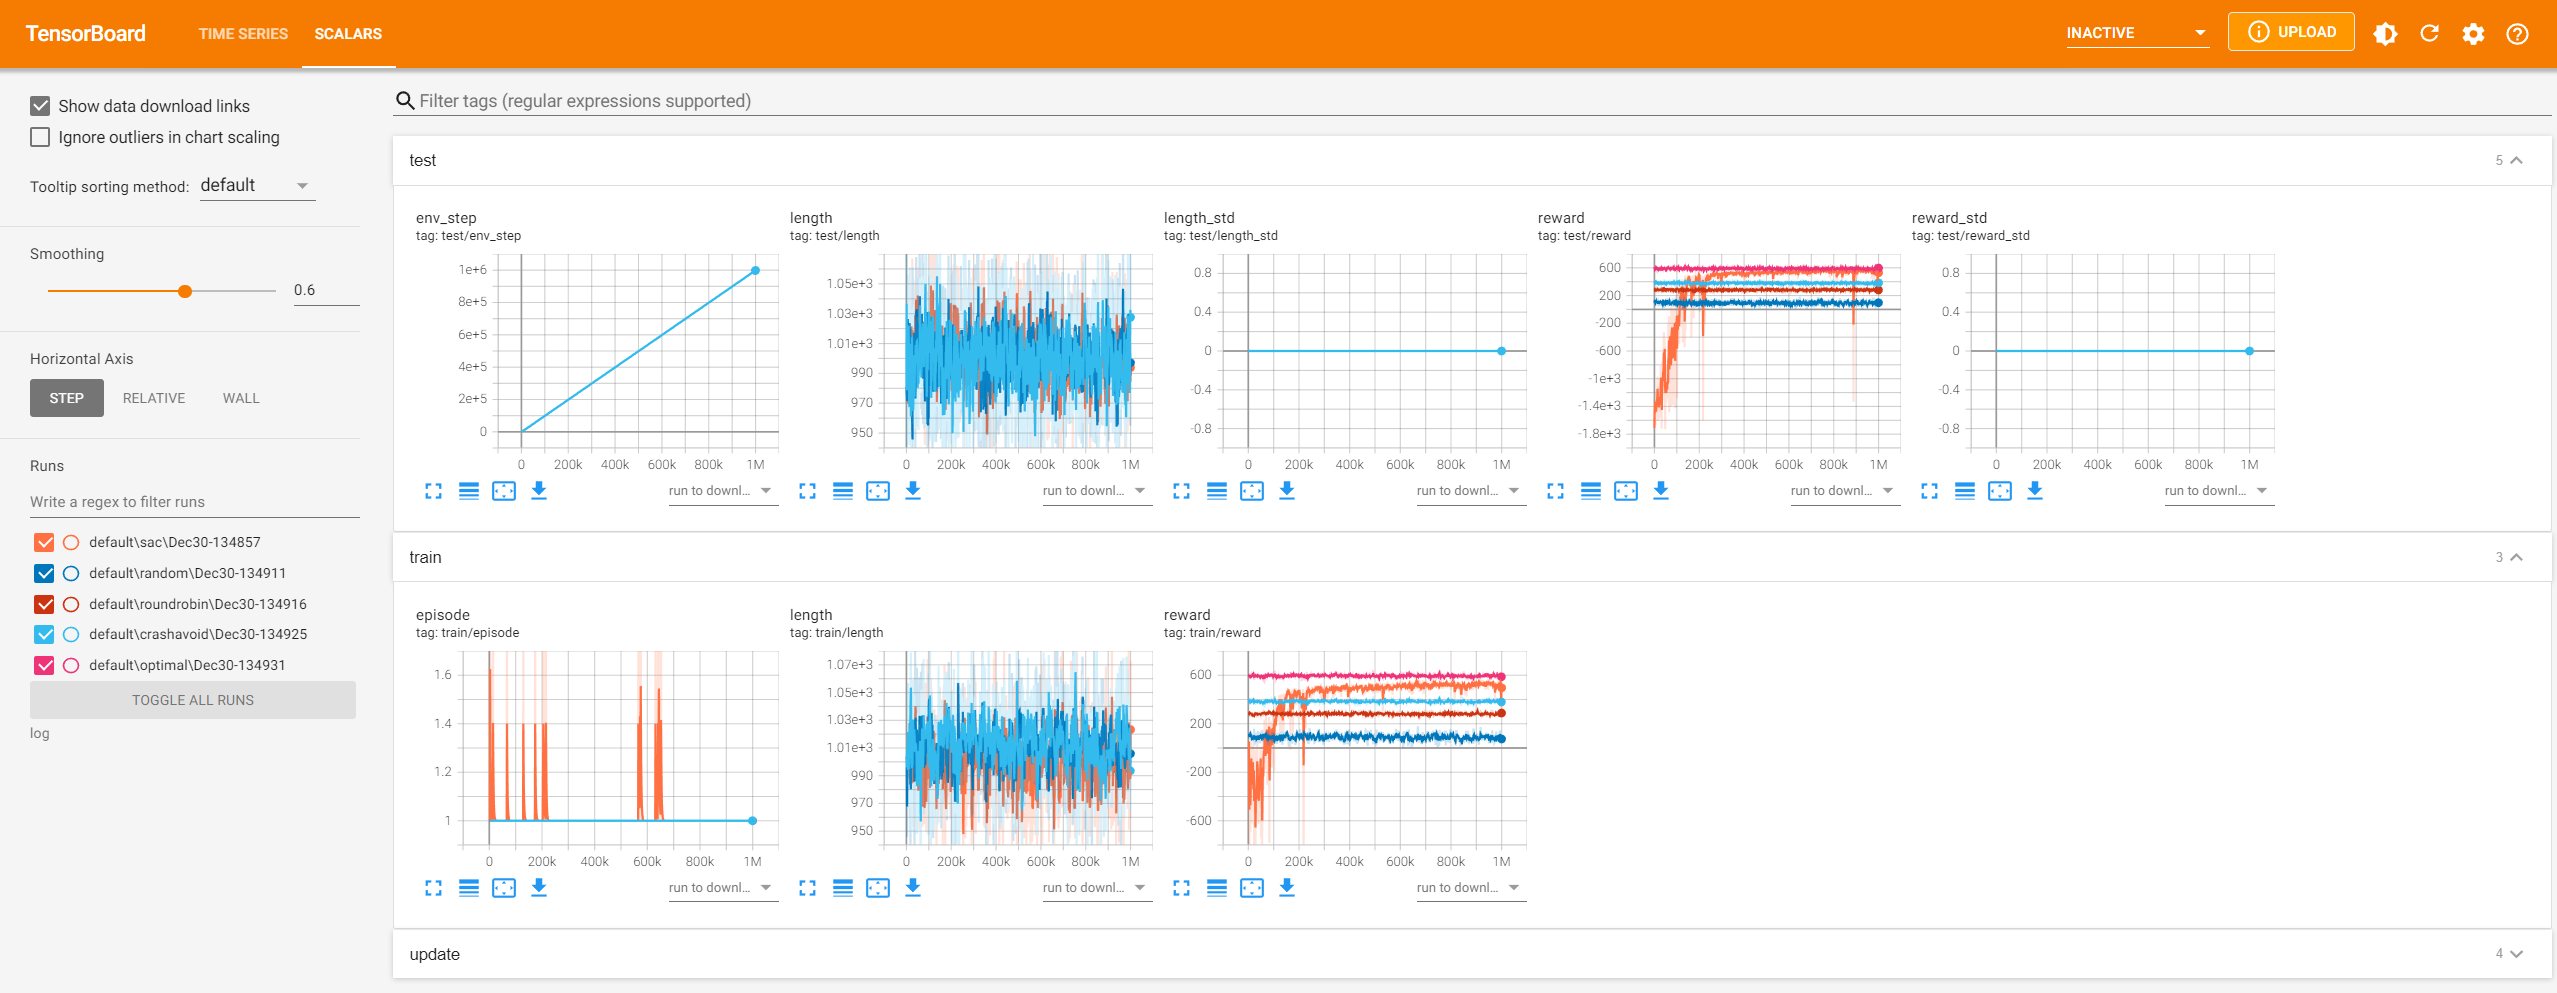 TensorBoard
TIME SERIES
SCALARS
INACTIVE
UPLOAD
Show data download links
Ignore outliers in chart scaling
Tooltip sorting method:
default
Smoothing
0.6
Horizontal Axis
STEP
RELATIVE
WALL
Runs
Write a regex to filter runs
default\sac\Dec30-134857
default\random\Dec30-134911
default\roundrobin\Dec30-134916
default\crashavoid\Dec30-134925
default\optimal\Dec30-134931
TOGGLE ALL RUNS
log
Filter tags (regular expressions supported)
test
5
env_step
tag: test/env_step
1e+6
8e+5
6e+5
4e+5
2e+5
0
0 200k 400k 600k 800k 1M
run to downl...
length
tag: test/length
1.05e+3
1.03e+3
1.01e+3
990
970
950
0 200k 400k 600k 800k 1M
run to downl...
length_std
tag: test/length_std
0.8
0.4
0
-0.4
-0.8
0 200k 400k 600k 800k 1M
run to downl...
reward
tag: test/reward
600
200
-200
-600
-1e+3
-1.4e+3
-1.8e+3
0 200k 400k 600k 800k 1M
run to downl...
reward_std
tag: test/reward_std
0.8
0.4
0
-0.4
-0.8
0 200k 400k 600k 800k 1M
run to downl...
train
3
episode
tag: train/episode
1.6
1.4
1.2
1
0 200k 400k 600k 800k 1M
run to downl...
length
tag: train/length
1.07e+3
1.05e+3
1.03e+3
1.01e+3
990
970
950
0 200k 400k 600k 800k 1M
run to downl...
reward
tag: train/reward
600
200
-200
-600
0 200k 400k 600k 800k 1M
run to downl...
update
4